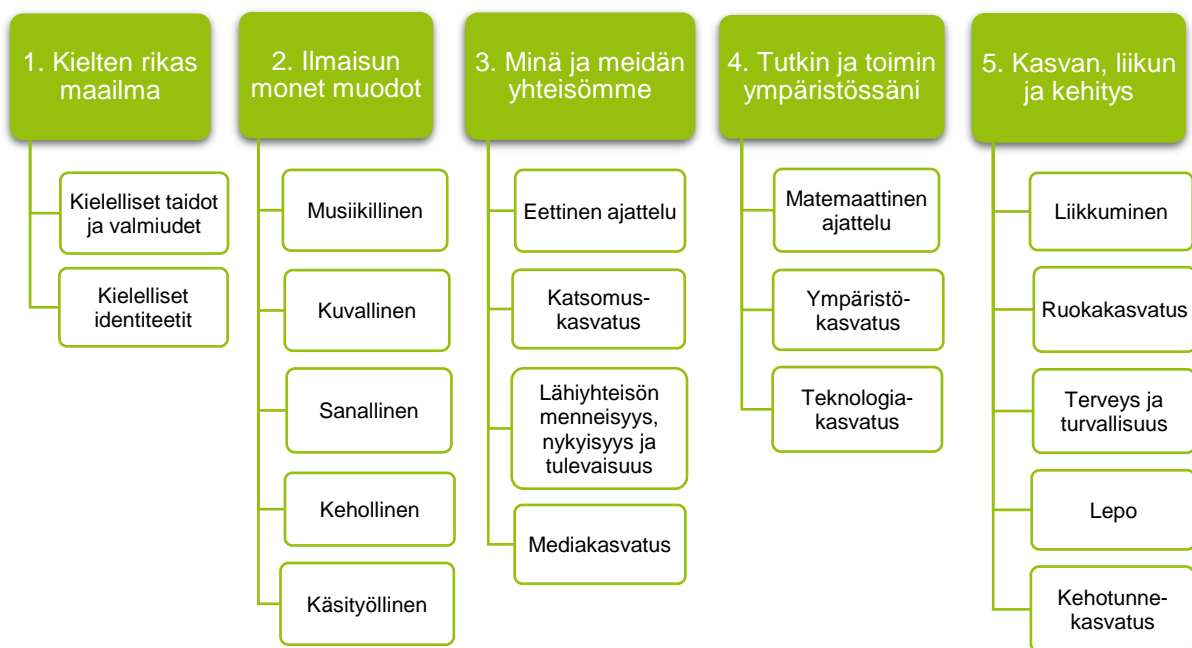 1. Kielten rikas
maailma
Kielelliset taidot
ja valmiudet
Kielelliset
identiteetit
2. Ilmaisun
monet muodot
Musiikillinen
Kuvallinen
Sanallinen
Kehollinen
Käsityöllinen
3. Minä ja meidän
yhteisömme
Eettinen ajattelu
Katsomus-
kasvatus
Lähiyhteisön
menneisyys,
nykyisyys ja
tulevaisuus
Mediakasvatus
4. Tutkin ja toimin
ympäristössäni
Matemaattinen
ajattelu
Ympäristö-
kasvatus
Teknologia-
kasvatus
5. Kasvan, liikun
ja kehitys
Liikkuminen
Ruokakasvatus
Terveys ja
turvallisuus
Lepo
Kehotunne-
kasvatus